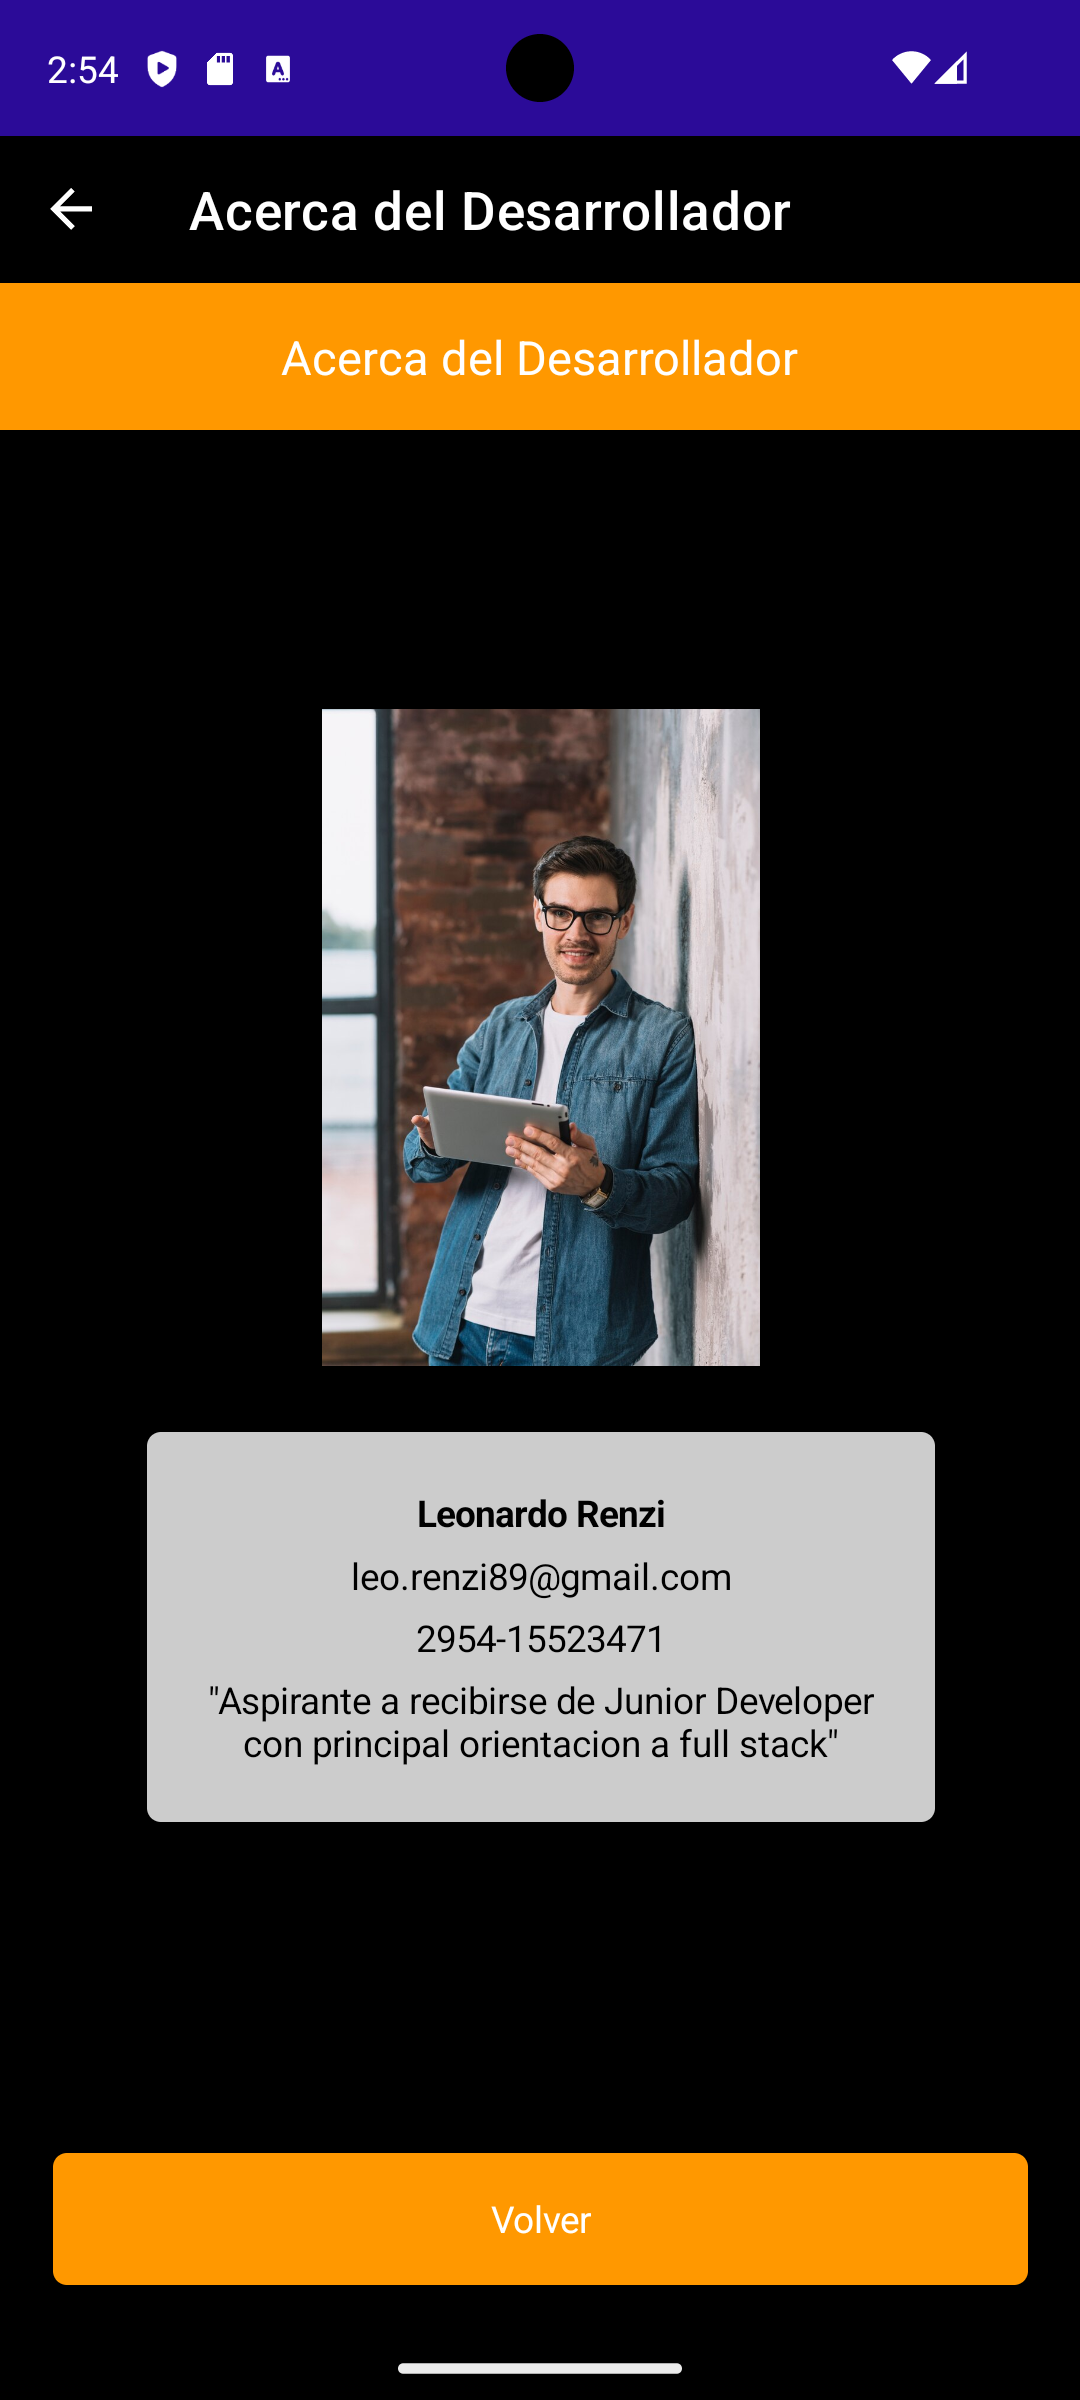 2:54
Acerca del Desarrollador
Acerca del Desarrollador
Leonardo Renzi
leo.renzi89@gmail.com
2954-15523471
"Aspirante a recibirse de Junior Developer
con principal orientacion a full stack"
Volver